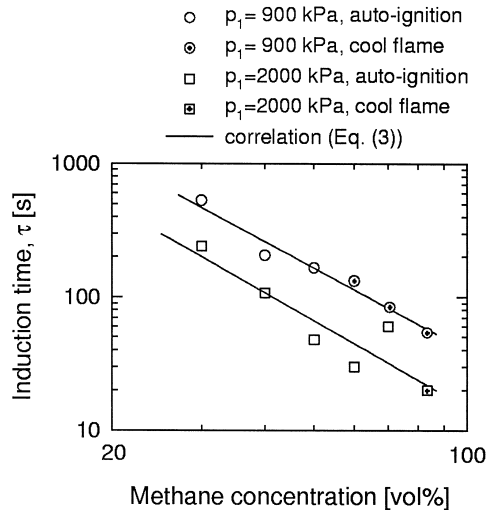 p₁= 900 kPa, auto-ignition
p₁= 900 kPa, cool flame
p₁=2000 kPa, auto-ignition
p₁=2000 kPa, cool flame
correlation (Eq. (3))
1000
100
10
Induction time, τ [s]
20
100
Methane concentration [vol%]